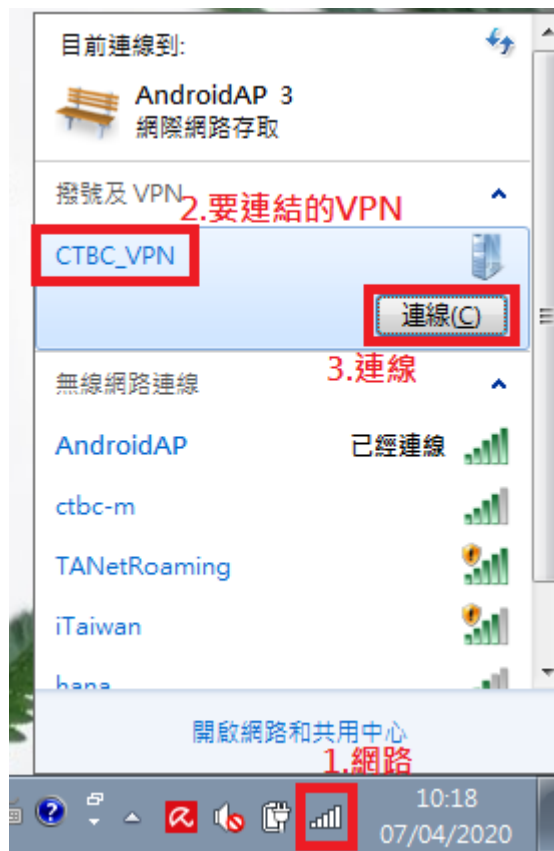 目前連線到:
AndroidAP 3
網際網路存取
撥號及 VPN
2.要連結的VPN
CTBC_VPN
連線(C)
3.連線
無線網路連線
AndroidAP 已經連線
ctbc-m
TANetRoaming
iTaiwan
hana
開啟網路和共用中心
1.網路
10:18
07/04/2020